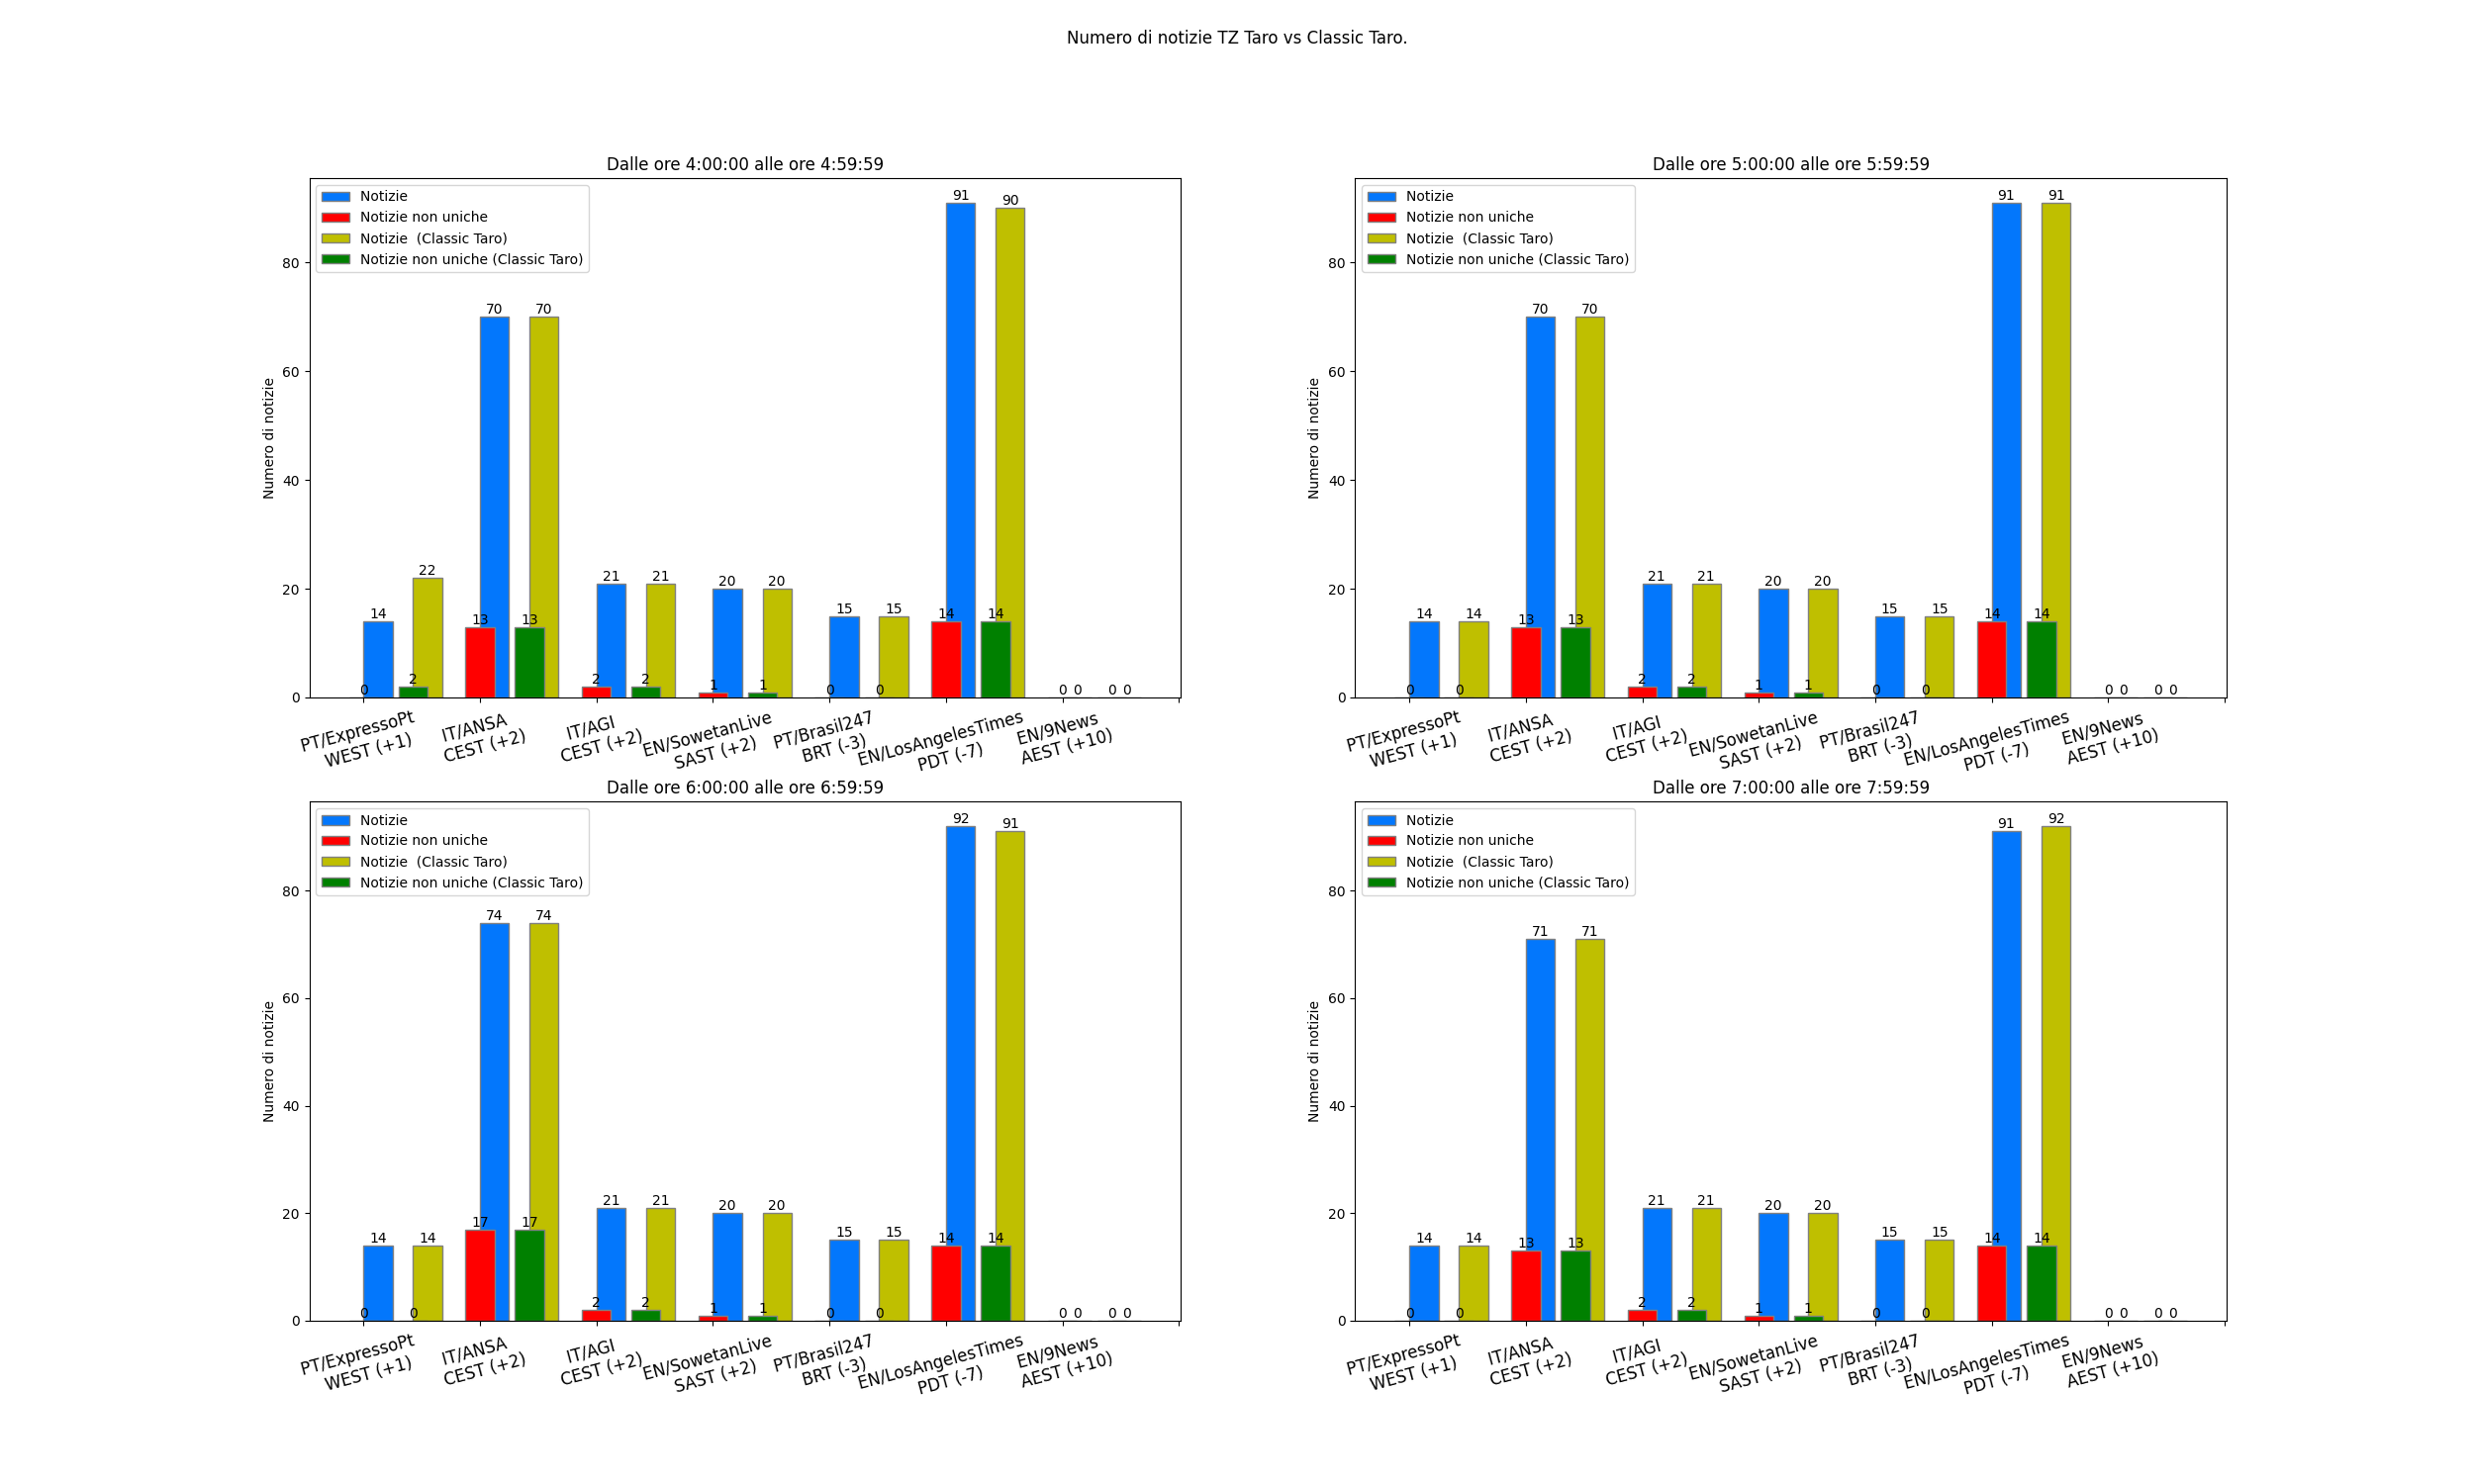 Numero di notizie TZ Taro vs Classic Taro.
Dalle ore 4:00:00 alle ore 4:59:59
Notizie
Notizie non uniche
Notizie  (Classic Taro)
Notizie non uniche (Classic Taro)
Numero di notizie
80
60
40
20
0
14 22 70 70 21 21 20 20 15 15 91 90 0 0
0 2 13 13 2 2 1 1 0 0 14 14 0 0
PT/ExpressoPt
WEST (+1)
IT/ANSA
CEST (+2)
IT/AGI
CEST (+2)
EN/SowetanLive
SAST (+2)
PT/Brasil247
BRT (-3)
EN/LosAngelesTimes
PDT (-7)
EN/9News
AEST (+10)
Dalle ore 5:00:00 alle ore 5:59:59
Notizie
Notizie non uniche
Notizie  (Classic Taro)
Notizie non uniche (Classic Taro)
Numero di notizie
80
60
40
20
0
14 14 70 70 21 21 20 20 15 15 91 91 0 0
0 0 13 13 2 2 1 1 0 0 14 14 0 0
PT/ExpressoPt
WEST (+1)
IT/ANSA
CEST (+2)
IT/AGI
CEST (+2)
EN/SowetanLive
SAST (+2)
PT/Brasil247
BRT (-3)
EN/LosAngelesTimes
PDT (-7)
EN/9News
AEST (+10)
Dalle ore 6:00:00 alle ore 6:59:59
Notizie
Notizie non uniche
Notizie  (Classic Taro)
Notizie non uniche (Classic Taro)
Numero di notizie
80
60
40
20
0
14 14 74 74 21 21 20 20 15 15 92 91 0 0
0 0 17 17 2 2 1 1 0 0 14 14 0 0
PT/ExpressoPt
WEST (+1)
IT/ANSA
CEST (+2)
IT/AGI
CEST (+2)
EN/SowetanLive
SAST (+2)
PT/Brasil247
BRT (-3)
EN/LosAngelesTimes
PDT (-7)
EN/9News
AEST (+10)
Dalle ore 7:00:00 alle ore 7:59:59
Notizie
Notizie non uniche
Notizie  (Classic Taro)
Notizie non uniche (Classic Taro)
Numero di notizie
80
60
40
20
0
14 14 71 71 21 21 20 20 15 15 91 92 0 0
0 0 13 13 2 2 1 1 0 0 14 14 0 0
PT/ExpressoPt
WEST (+1)
IT/ANSA
CEST (+2)
IT/AGI
CEST (+2)
EN/SowetanLive
SAST (+2)
PT/Brasil247
BRT (-3)
EN/LosAngelesTimes
PDT (-7)
EN/9News
AEST (+10)